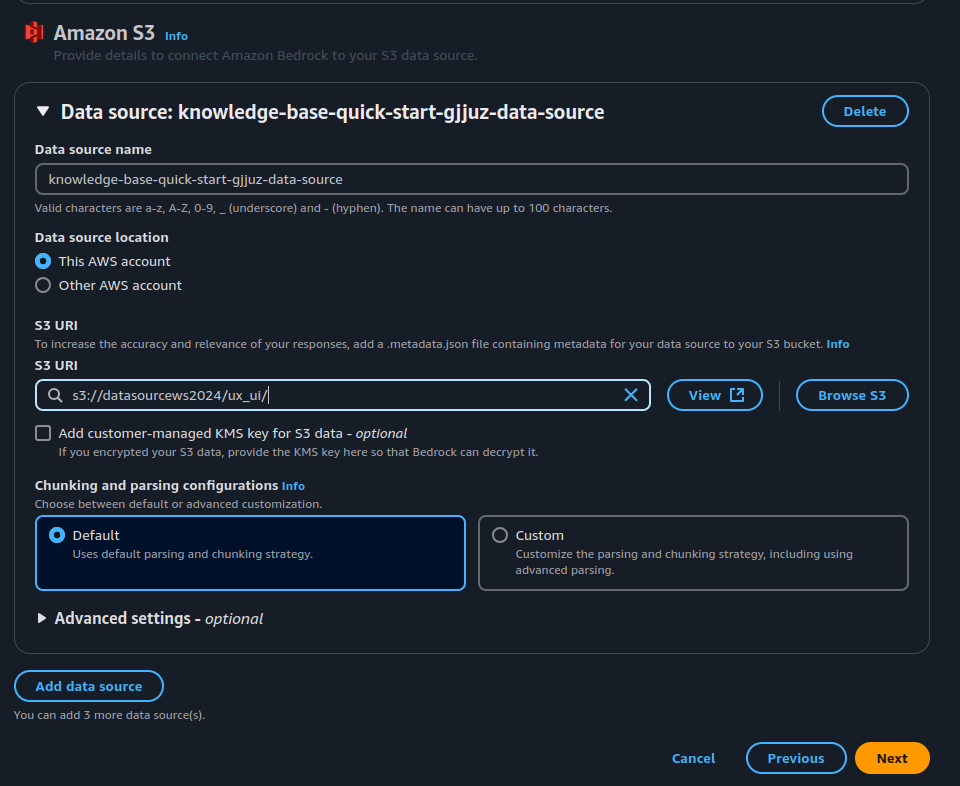 Amazon S3 Info
Provide details to connect Amazon Bedrock to your S3 data source.
Data source: knowledge-base-quick-start-gjjuz-data-source
Delete
Data source name
knowledge-base-quick-start-gjjuz-data-source
Valid characters are a-z, A-Z, 0-9, _ (underscore) and - (hyphen). The name can have up to 100 characters.
Data source location
This AWS account
Other AWS account
S3 URI
To increase the accuracy and relevance of your responses, add a .metadata.json file containing metadata for your data source to your S3 bucket. Info
S3 URI
s3://datasourcews2024/ux_ui/
View
Browse S3
Add customer-managed KMS key for S3 data - optional
If you encrypted your S3 data, provide the KMS key here so that Bedrock can decrypt it.
Chunking and parsing configurations Info
Choose between default or advanced customization.
Default
Uses default parsing and chunking strategy.
Custom
Customize the parsing and chunking strategy, including using
advanced parsing.
Advanced settings - optional
Add data source
You can add 3 more data source(s).
Cancel
Previous
Next